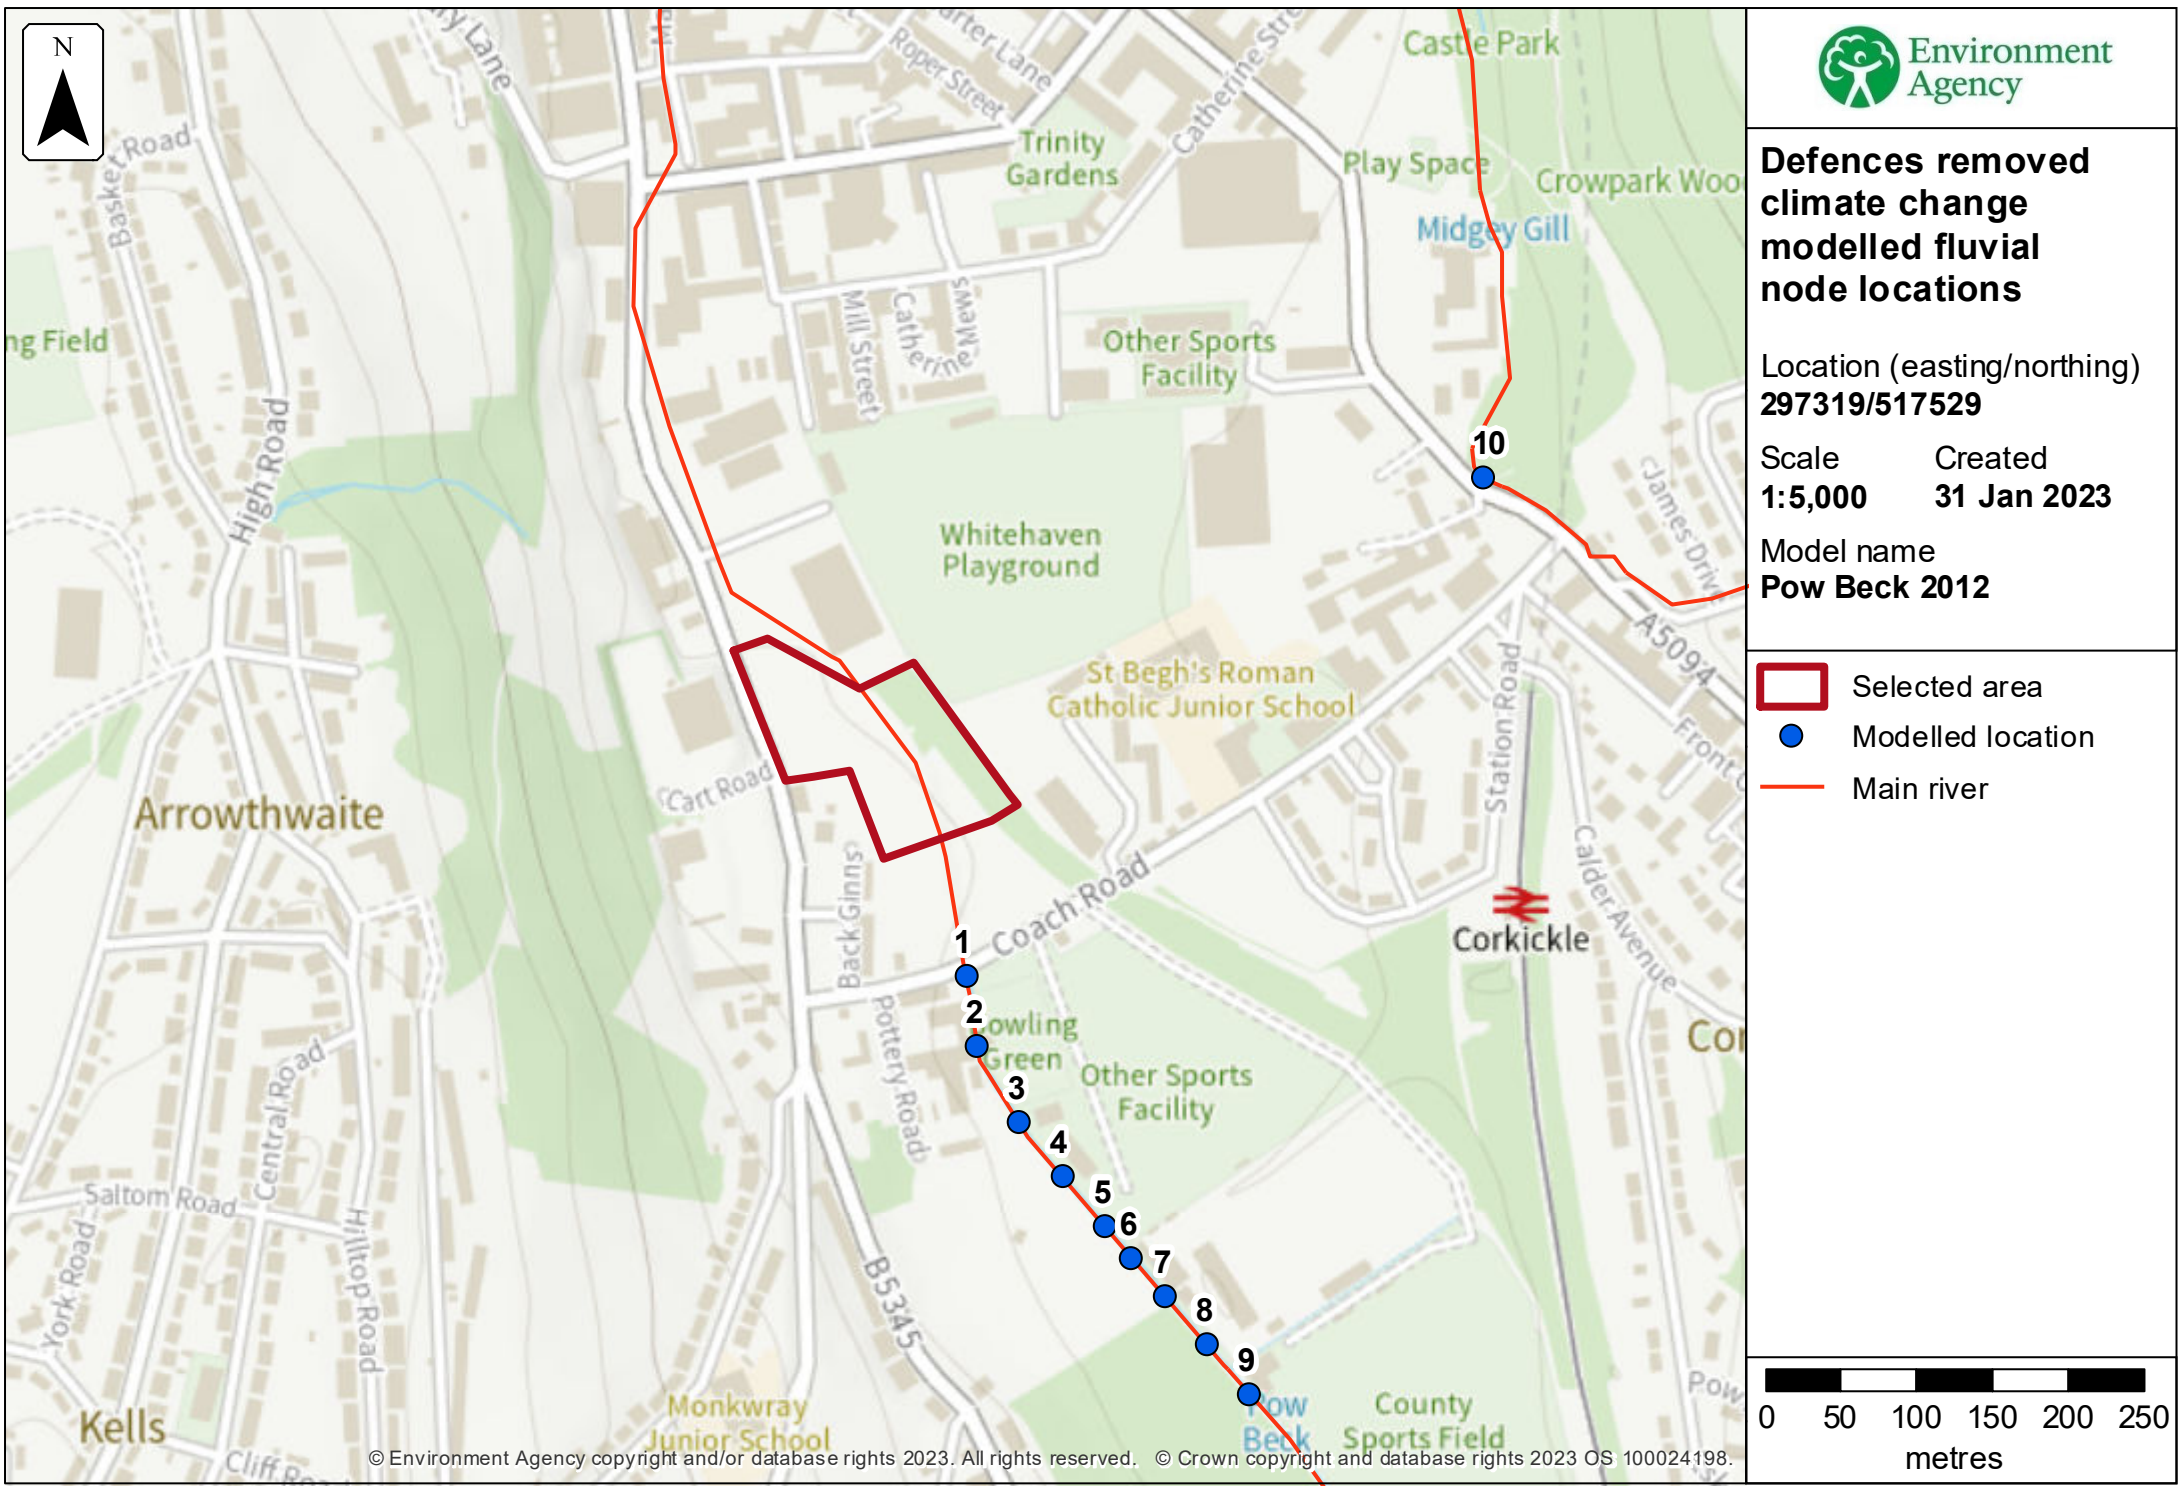 N
Environment
Agency
Defences removed
climate change
modelled fluvial
node locations
Location (easting/northing)
297319/517529
Scale
1:5,000
Created
31 Jan 2023
Model name
Pow Beck 2012
Selected area
Modelled location
Main river
0 50 100 150 200 250
metres
Basket Road
High Road
Roper Street
Catherine
Trinity
Gardens
Castle Park
Play Space
Crowpark
Midgey Gill
Field
Mill Street
Catherine
Mews
Other Sports
Facility
10
James Drive
Whitehaven
Playground
A5094
St Begh's Roman
Catholic Junior School
Station Road
Cart Road
Arrowthwaite
Calder Avenue
Corkickle
Back Ginns
Coach Road
1
2
Pottery Road
Green
Other Sports
Facility
3
4
5
6
7
8
9
Central Road
Saltom Road
York Road
Hilltop Road
B5345
Monkwray
Junior School
Pow
Beck
County
Sports Field
Kells
Cliff
Pow
© Environment Agency copyright and/or database rights 2023. All rights reserved. © Crown copyright and database rights 2023 OS 100024198.